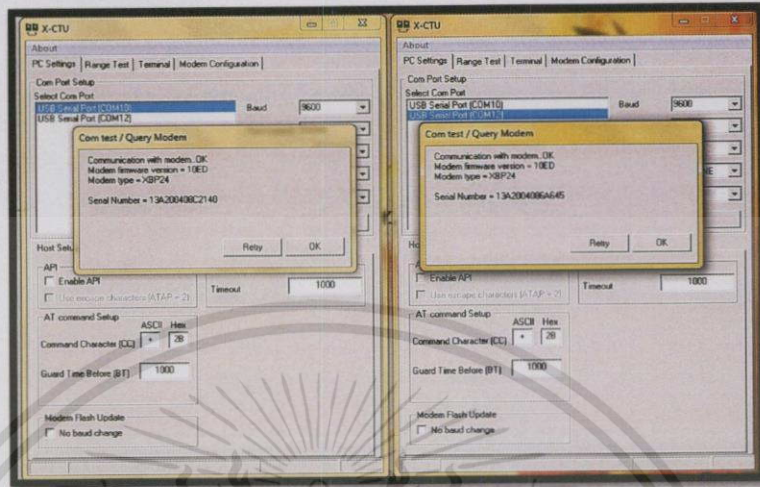 X-CTU
About
PC Settings Range Test Terminal Modem Configuration
Com Port Setup
Select Com Port
USB Serial Port (COM10)
USB Serial Port (COM12)
Baud 9600
Com test / Query Modem
Communication with modem..OK
Modem firmware version = 10ED
Modem type = XBP24
Serial Number = 13A200408C2140
Retry OK
Host Setu
API
Enable API
Use escape characters (ATAP = 2)
Timeout 1000
AT command Setup
ASCII Hex
Command Character (CC) + 2B
Guard Time Before (BT) 1000
Modem Flash Update
No baud change
X-CTU
About
PC Settings Range Test Terminal Modem Configuration
Com Port Setup
Select Com Port
USB Serial Port (COM10)
USB Serial Port (COM12)
Baud 9600
Com test / Query Modem
Communication with modem..OK
Modem firmware version = 10ED
Modem type = XBP24
Serial Number = 13A2004086A645
Retry OK
Enable API
Use escape characters (ATAP = 2)
Timeout 1000
AT command Setup
ASCII Hex
Command Character (CC) + 2B
Guard Time Before (BT) 1000
Modem Flash Update
No baud change